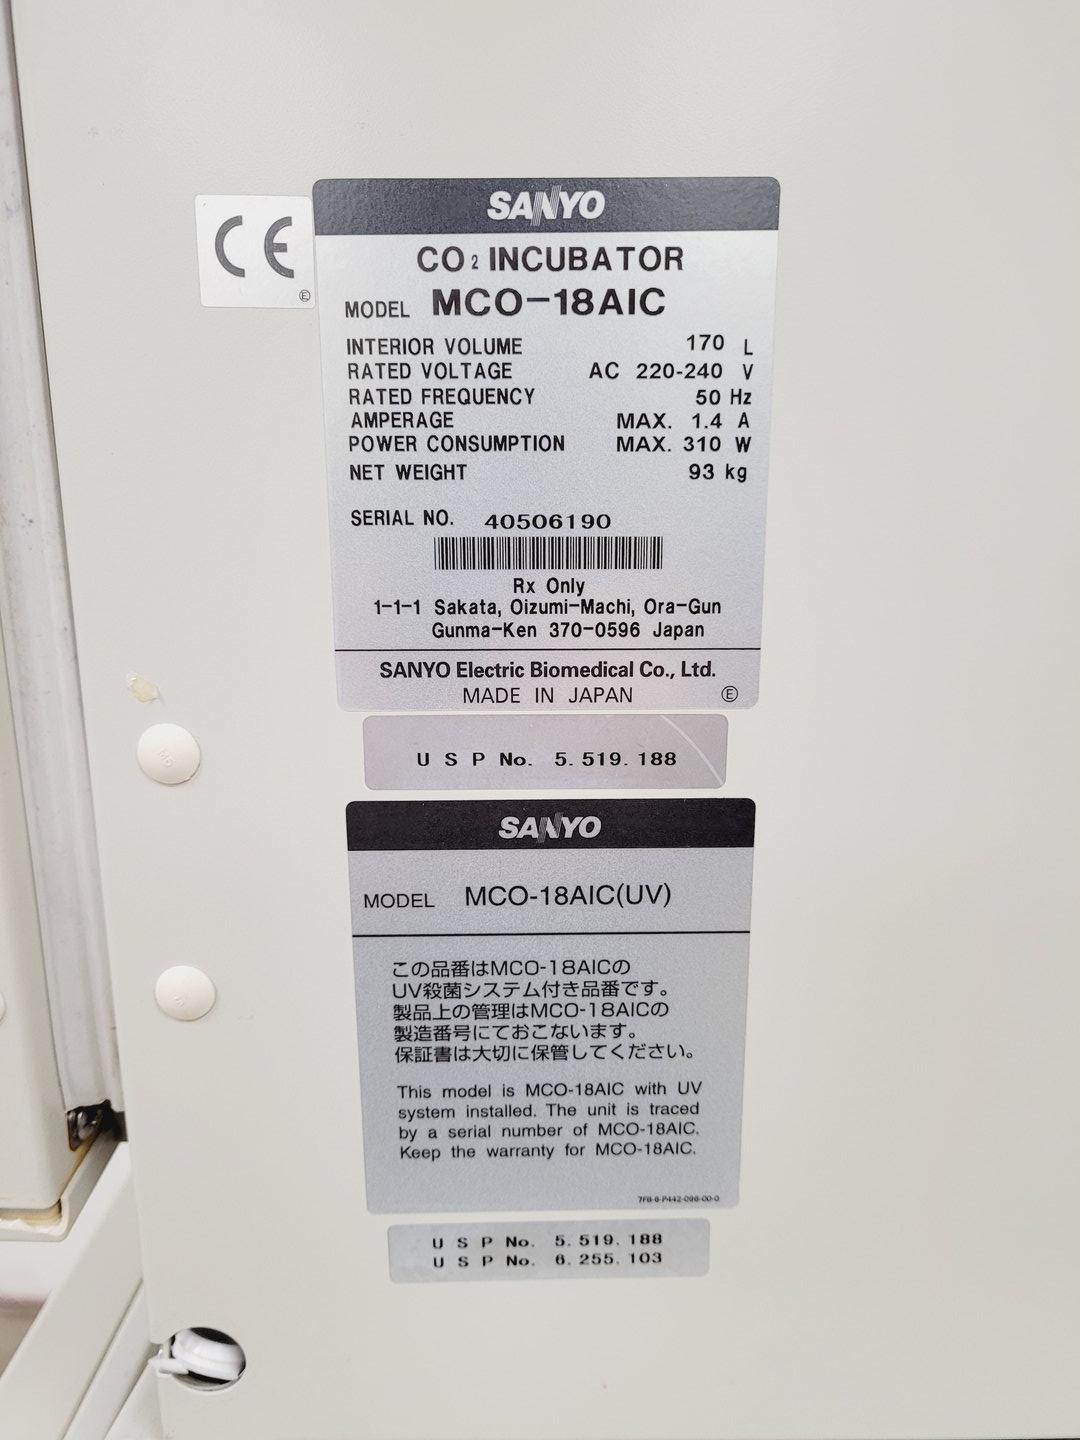 CE
Ⓔ
SANYO
CO₂ INCUBATOR
MODEL MCO-18AIC
INTERIOR VOLUME 170 L
RATED VOLTAGE AC 220-240 V
RATED FREQUENCY 50 Hz
AMPERAGE MAX. 1.4 A
POWER CONSUMPTION MAX. 310 W
NET WEIGHT 93 kg
SERIAL NO. 40506190
Rx Only
1-1-1 Sakata, Oizumi-Machi, Ora-Gun
Gunma-Ken 370-0596 Japan
SANYO Electric Biomedical Co., Ltd.
MADE IN JAPAN Ⓔ
U S P No. 5. 519. 188
SANYO
MODEL MCO-18AIC(UV)
この品番はMCO-18AICの
UV殺菌システム付き品番です。
製品上の管理はMCO-18AICの
製造番号にておこないます。
保証書は大切に保管してください。
This model is MCO-18AIC with UV
system installed. The unit is traced
by a serial number of MCO-18AIC.
Keep the warranty for MCO-18AIC.
7FB-6-P442-098-00-0
U S P No. 5. 519. 188
U S P No. 6. 255. 103